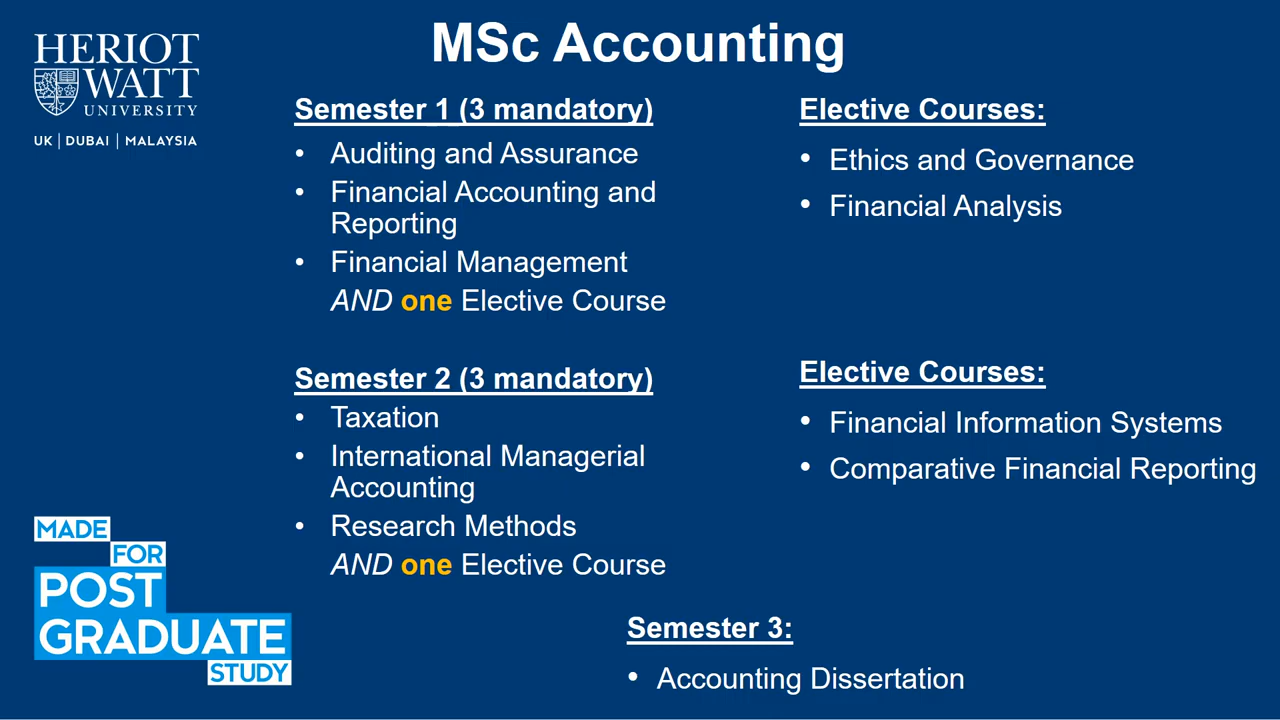 MSc Accounting
HERIOT
WATT
UNIVERSITY
UK | DUBAI | MALAYSIA
Semester 1 (3 mandatory)
• Auditing and Assurance
• Financial Accounting and
Reporting
• Financial Management
AND one Elective Course
Elective Courses:
• Ethics and Governance
• Financial Analysis
Semester 2 (3 mandatory)
• Taxation
• International Managerial
Accounting
• Research Methods
AND one Elective Course
Elective Courses:
• Financial Information Systems
• Comparative Financial Reporting
MADE
FOR
POST
GRADUATE
STUDY
Semester 3:
• Accounting Dissertation